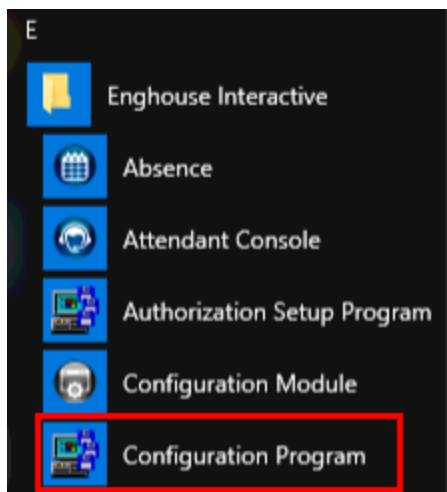 E
Enghouse Interactive
Absence
Attendant Console
Authorization Setup Program
Configuration Module
Configuration Program